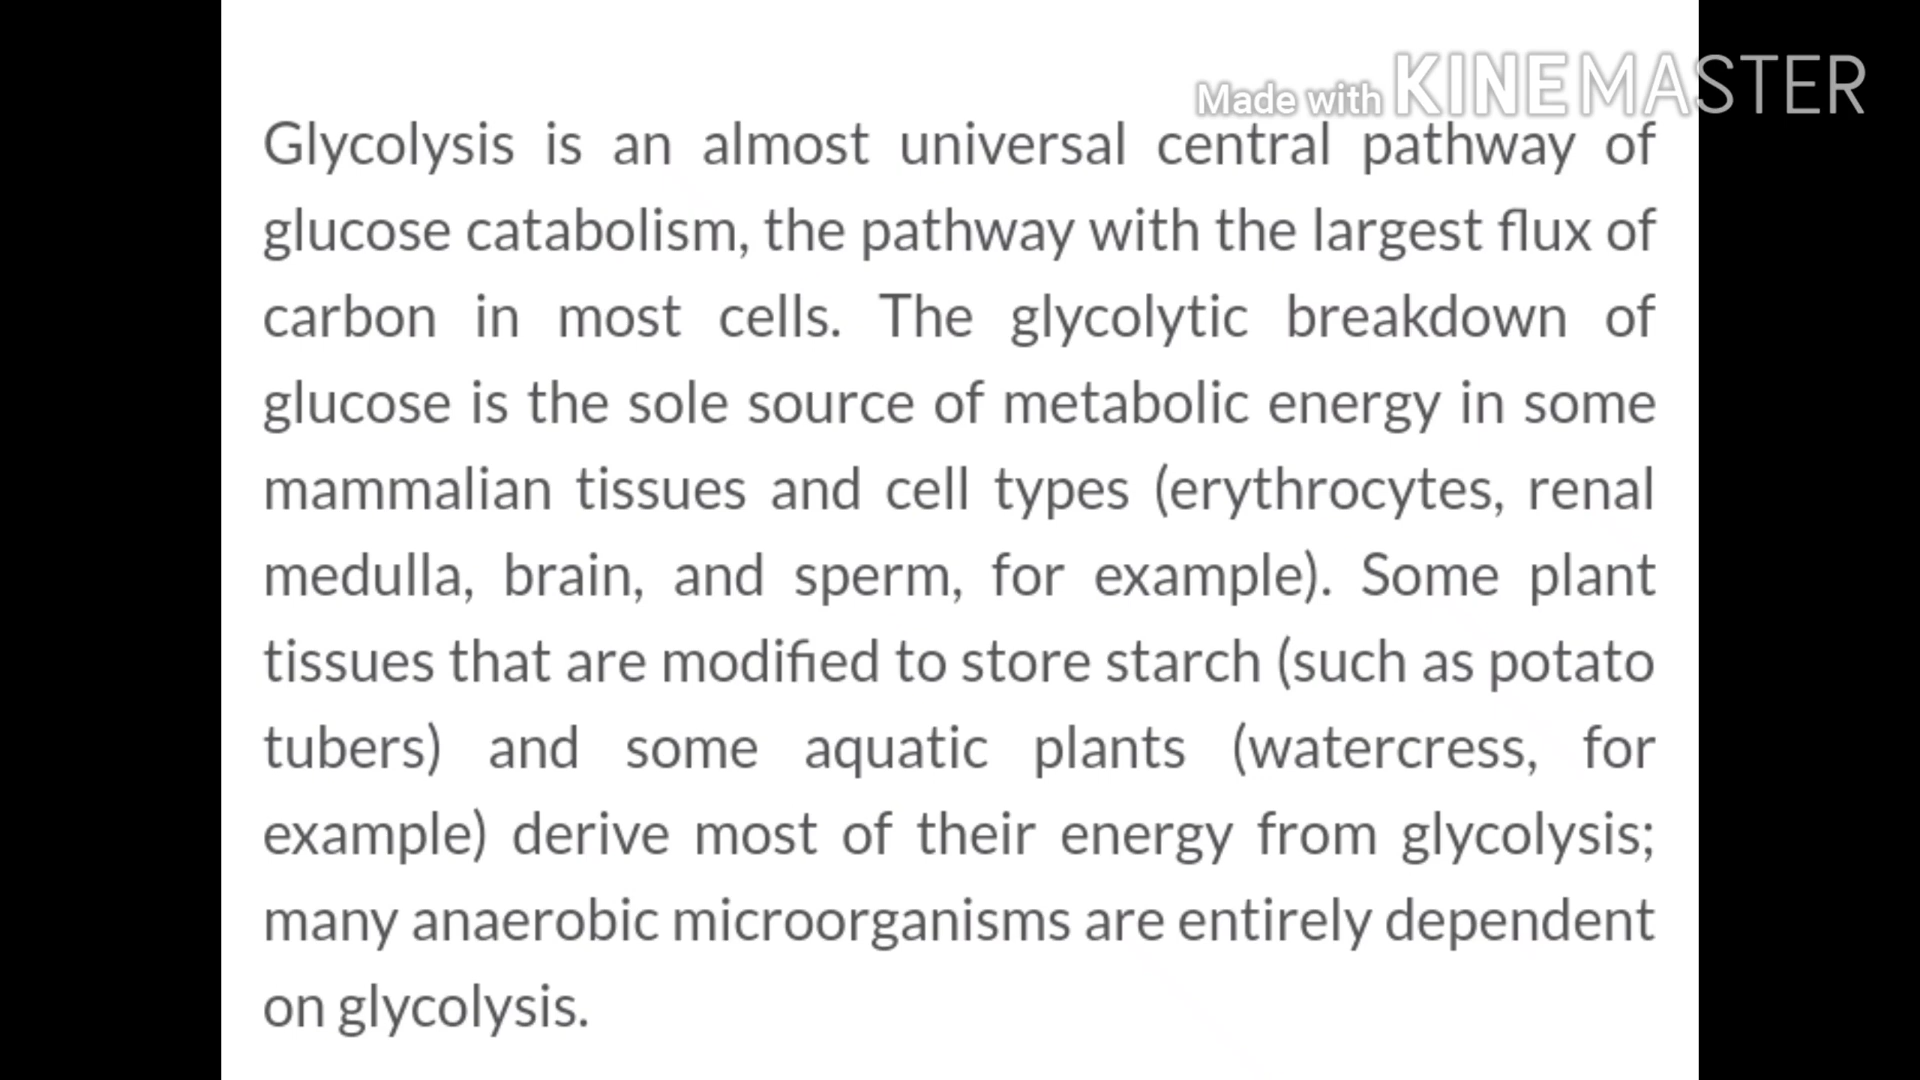 Made with KINEMASTER
Glycolysis is an almost universal central pathway of
glucose catabolism, the pathway with the largest flux of
carbon in most cells. The glycolytic breakdown of
glucose is the sole source of metabolic energy in some
mammalian tissues and cell types (erythrocytes, renal
medulla, brain, and sperm, for example). Some plant
tissues that are modified to store starch (such as potato
tubers) and some aquatic plants (watercress, for
example) derive most of their energy from glycolysis;
many anaerobic microorganisms are entirely dependent
on glycolysis.